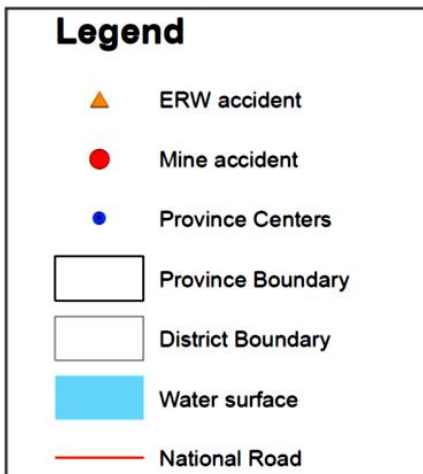 Legend
ERW accident
Mine accident
Province Centers
Province Boundary
District Boundary
Water surface
National Road